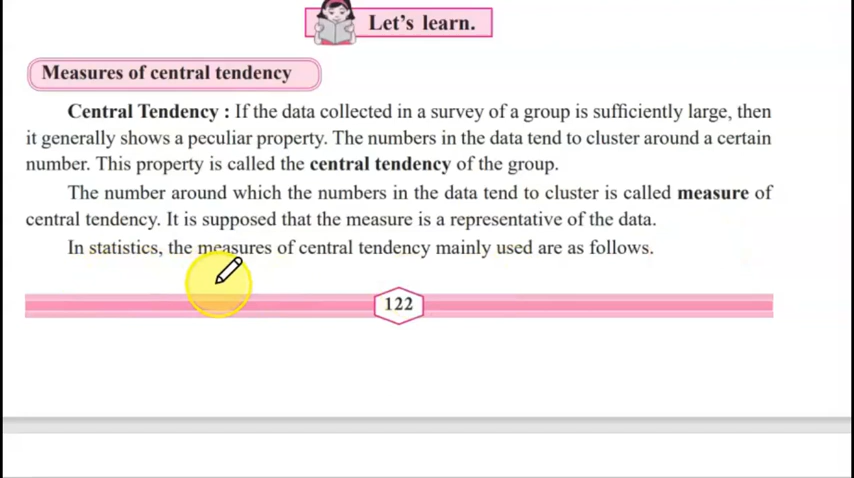 Let's learn.
Measures of central tendency
Central Tendency : If the data collected in a survey of a group is sufficiently large, then
it generally shows a peculiar property. The numbers in the data tend to cluster around a certain
number. This property is called the central tendency of the group.
The number around which the numbers in the data tend to cluster is called measure of
central tendency. It is supposed that the measure is a representative of the data.
In statistics, the measures of central tendency mainly used are as follows.
122